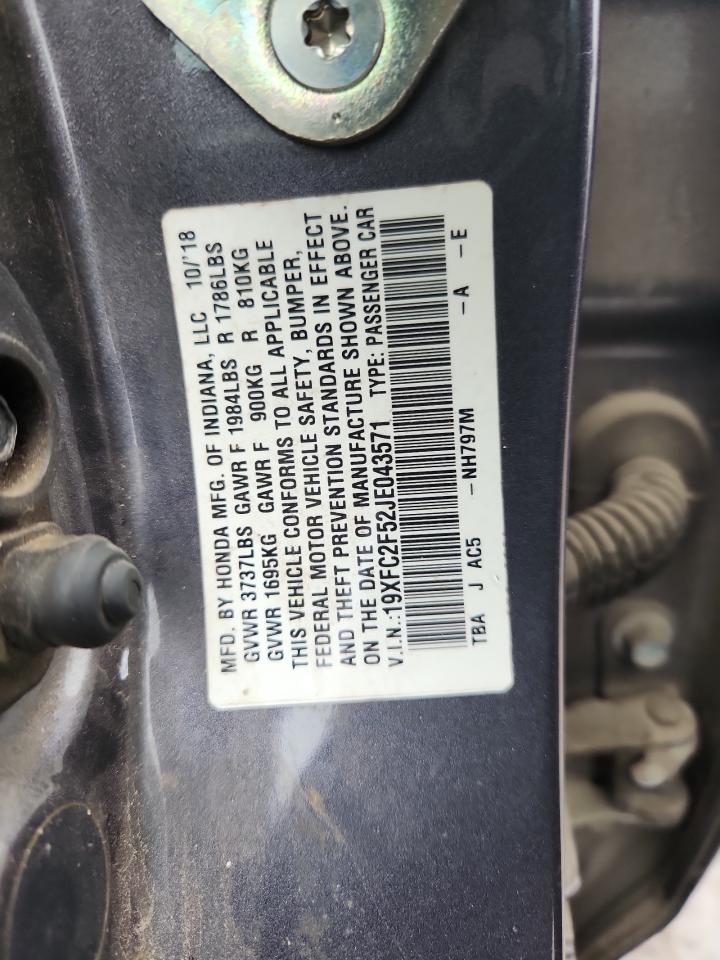 MFD. BY HONDA MFG. OF INDIANA, LLC 10/'18
GVWR 3737LBS GAWR F 1984LBS R 1786LBS
GVWR 1695KG GAWR F 900KG R 810KG
THIS VEHICLE CONFORMS TO ALL APPLICABLE
FEDERAL MOTOR VEHICLE SAFETY, BUMPER,
AND THEFT PREVENTION STANDARDS IN EFFECT
ON THE DATE OF MANUFACTURE SHOWN ABOVE.
V.I.N.:19XFC2F52JE043571 TYPE: PASSENGER CAR
TBA J AC5 -NH797M -A -E